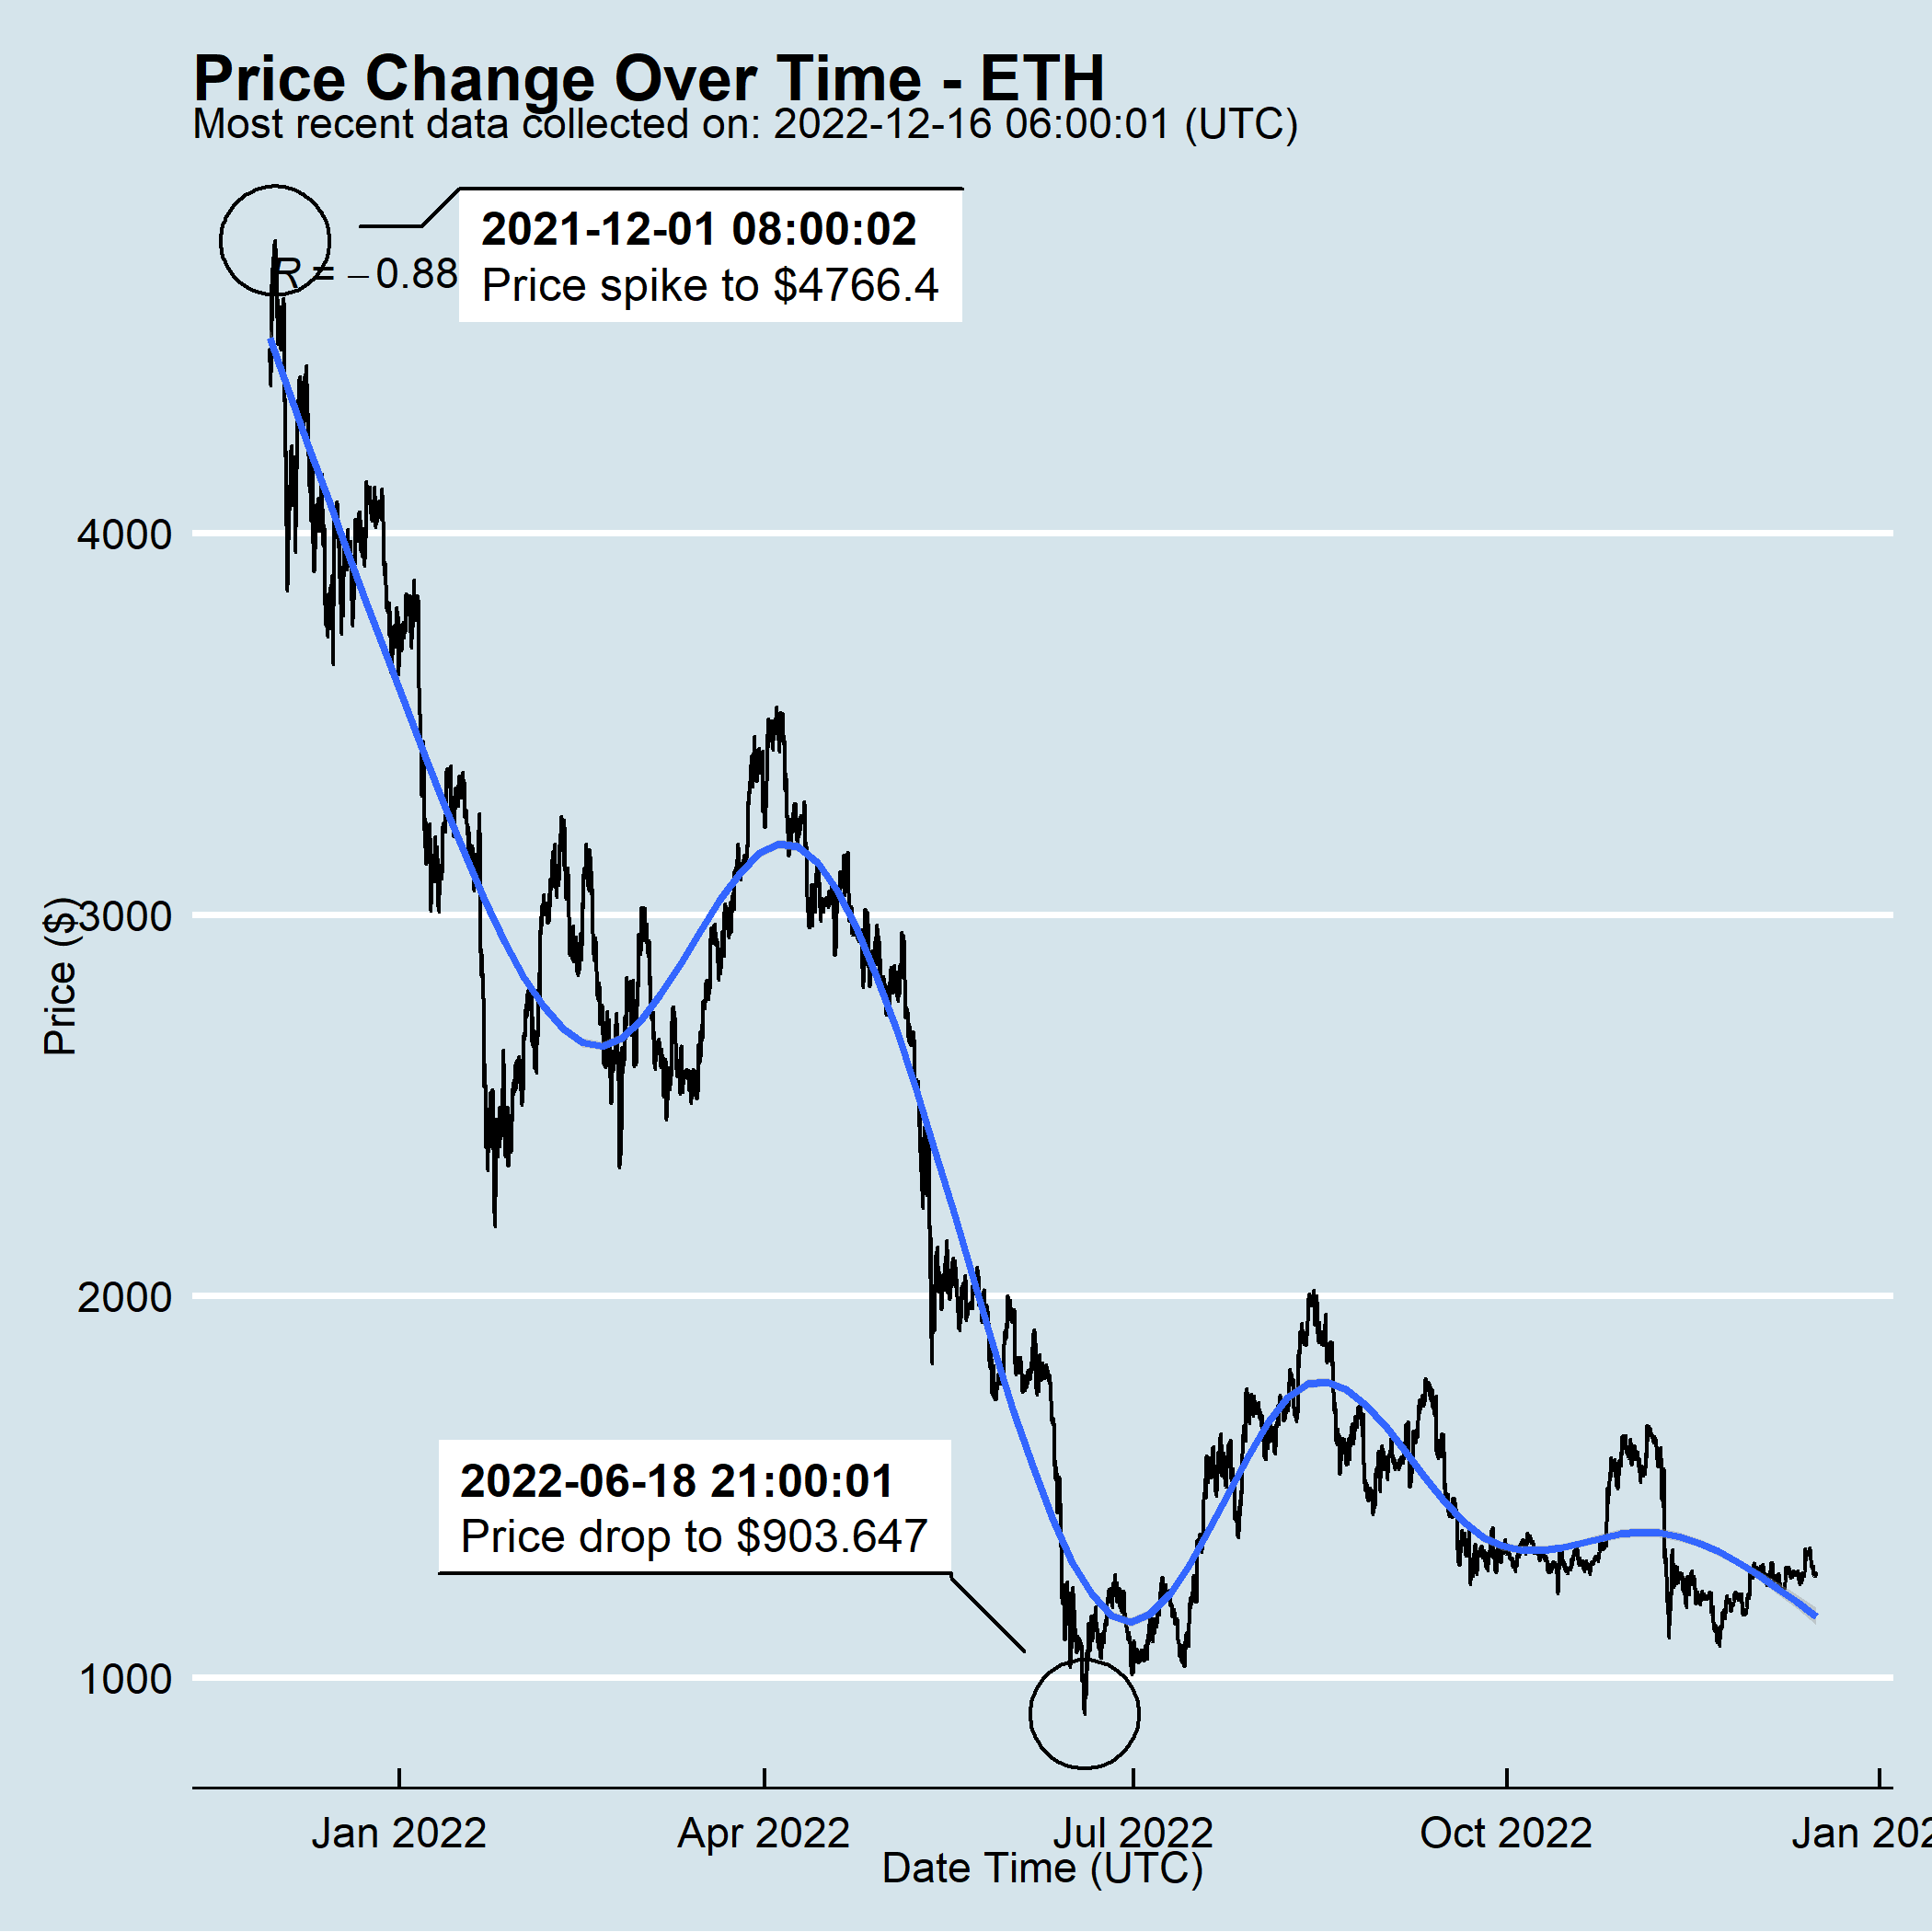 Price Change Over Time - ETH
Most recent data collected on: 2022-12-16 06:00:01 (UTC)
2021-12-01 08:00:02
Price spike to $4766.4
R = −0.88
4000
3000
2000
1000
Price ($)
2022-06-18 21:00:01
Price drop to $903.647
Jan 2022
Apr 2022
Jul 2022
Oct 2022
Jan 202
Date Time (UTC)